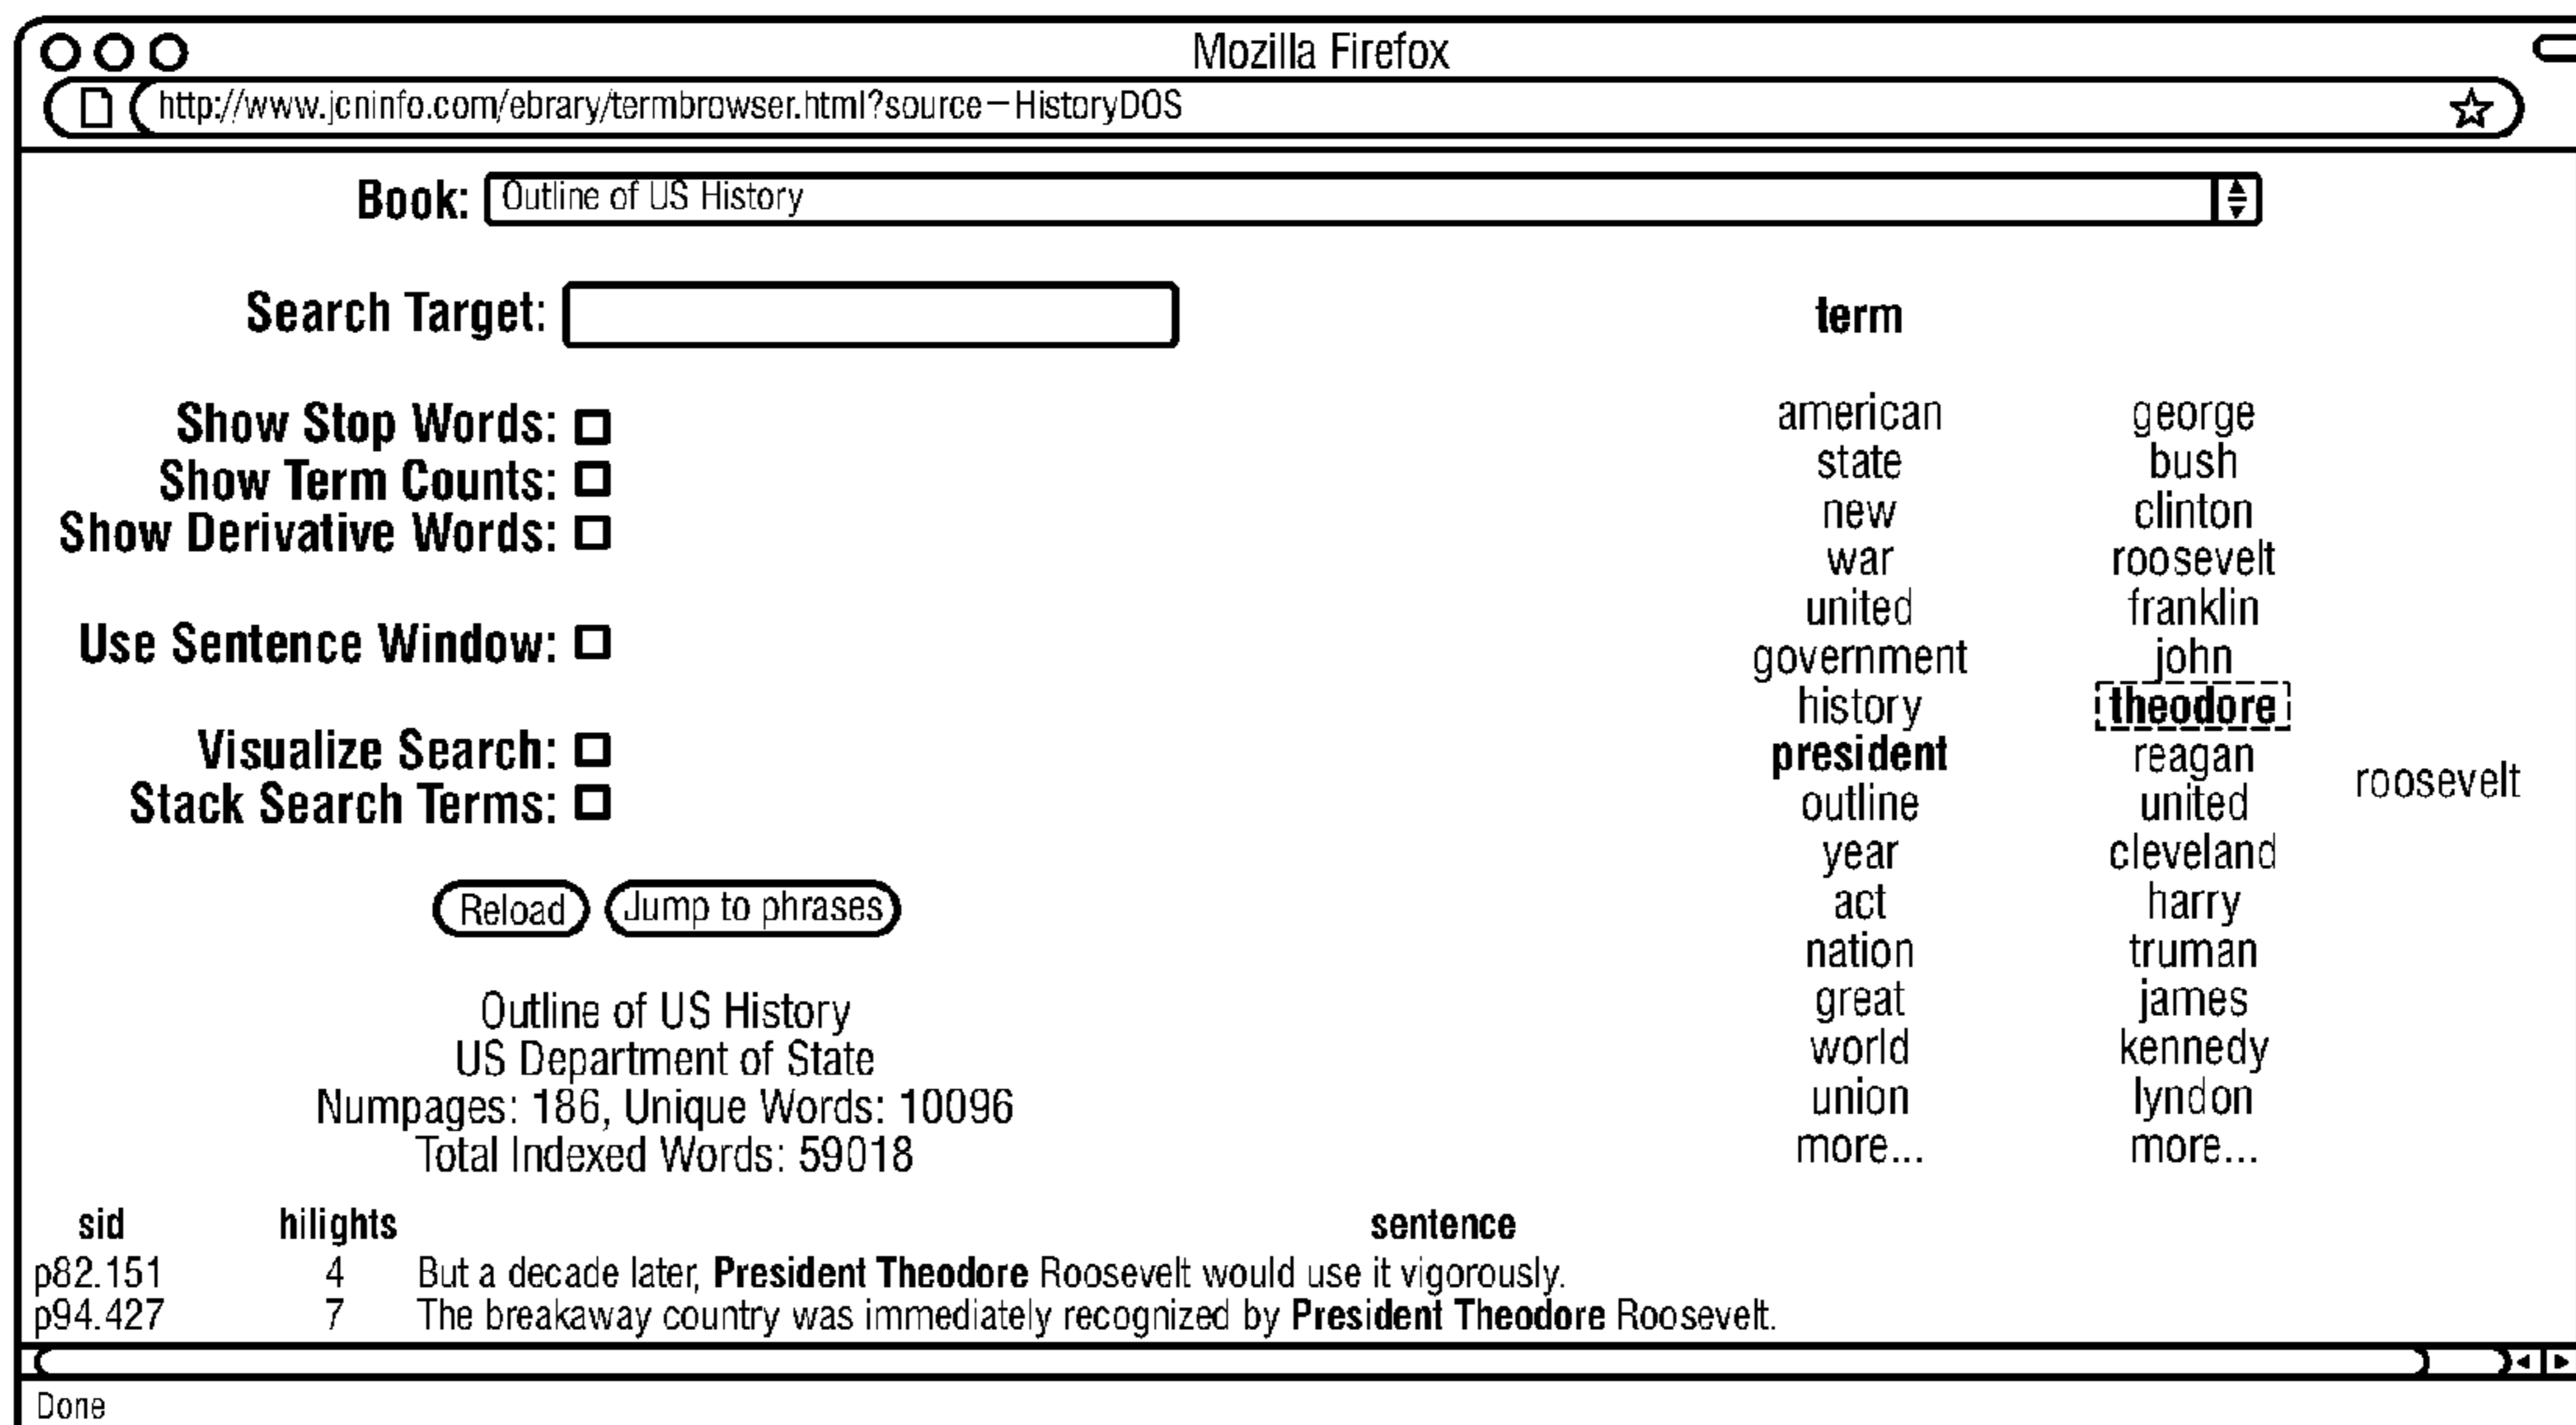 Mozilla Firefox
http://www.jcninfo.com/ebrary/termbrowser.html?source—HistoryDOS
Book: Outline of US History
Search Target:
term
Show Stop Words:
Show Term Counts:
Show Derivative Words:
Use Sentence Window:
Visualize Search:
Stack Search Terms:
american george
state bush
new clinton
war roosevelt
united franklin
government john
history theodore
president reagan roosevelt
outline united
year cleveland
act harry
nation truman
great james
world kennedy
union lyndon
more... more...
Reload Jump to phrases
Outline of US History
US Department of State
Numpages: 186, Unique Words: 10096
Total Indexed Words: 59018
sid hilights sentence
p82.151 4 But a decade later, President Theodore Roosevelt would use it vigorously.
p94.427 7 The breakaway country was immediately recognized by President Theodore Roosevelt.
Done